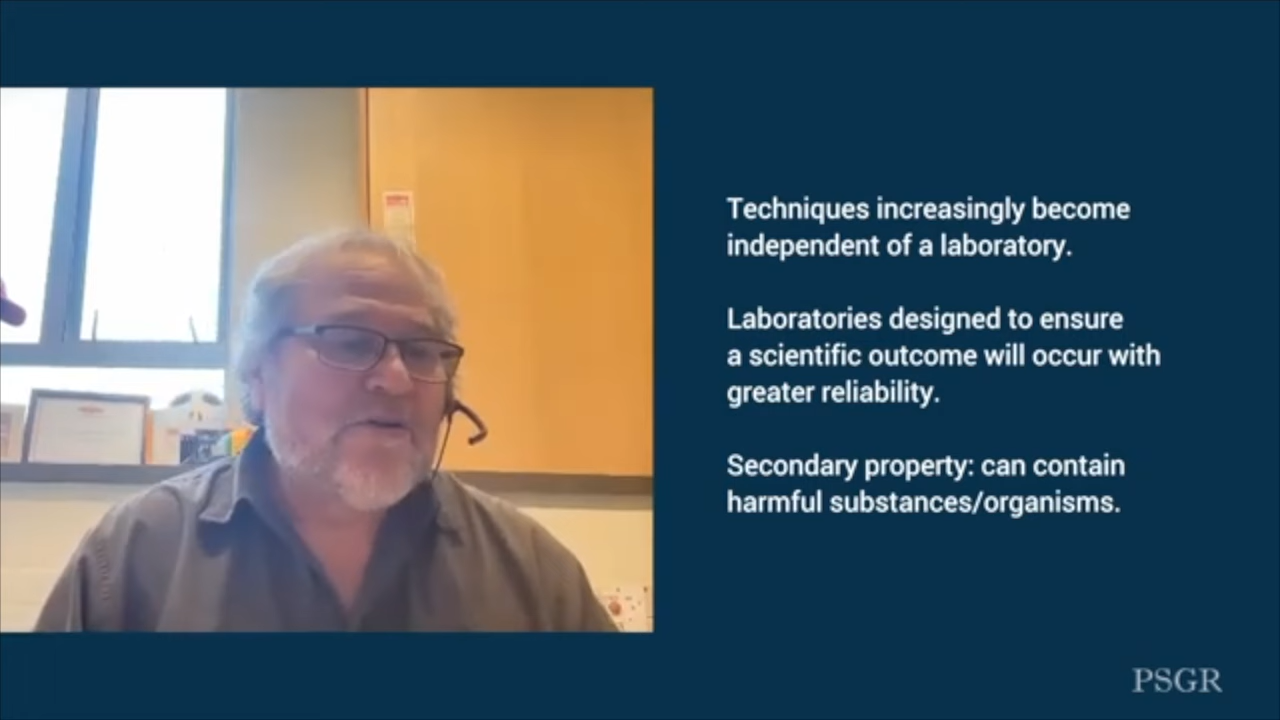 Techniques increasingly become
independent of a laboratory.
Laboratories designed to ensure
a scientific outcome will occur with
greater reliability.
Secondary property: can contain
harmful substances/organisms.
PSGR